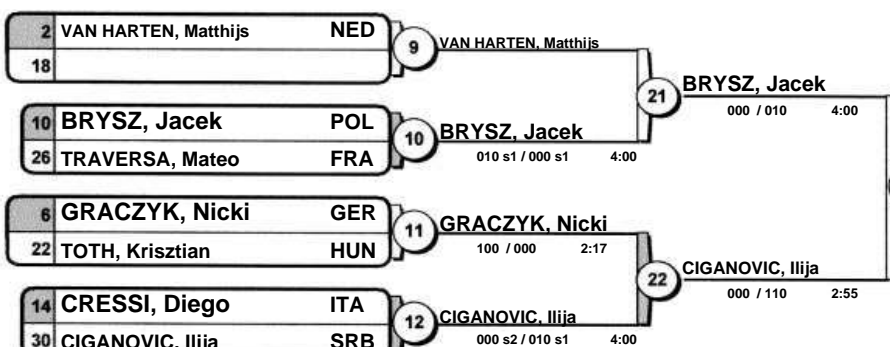 2 VAN HARTEN, Matthijs NED
18
9
VAN HARTEN, Matthijs
10 BRYSZ, Jacek POL
26 TRAVERSA, Mateo FRA
10
BRYSZ, Jacek
010 s1 / 000 s1 4:00
21
BRYSZ, Jacek
000 / 010 4:00
6 GRACZYK, Nicki GER
22 TOTH, Krisztian HUN
11
GRACZYK, Nicki
100 / 000 2:17
14 CRESSI, Diego ITA
30 CIGANOVIC, Ilija SRB
12
CIGANOVIC, Ilija
000 s2 / 010 s1 4:00
22
CIGANOVIC, Ilija
000 / 110 2:55